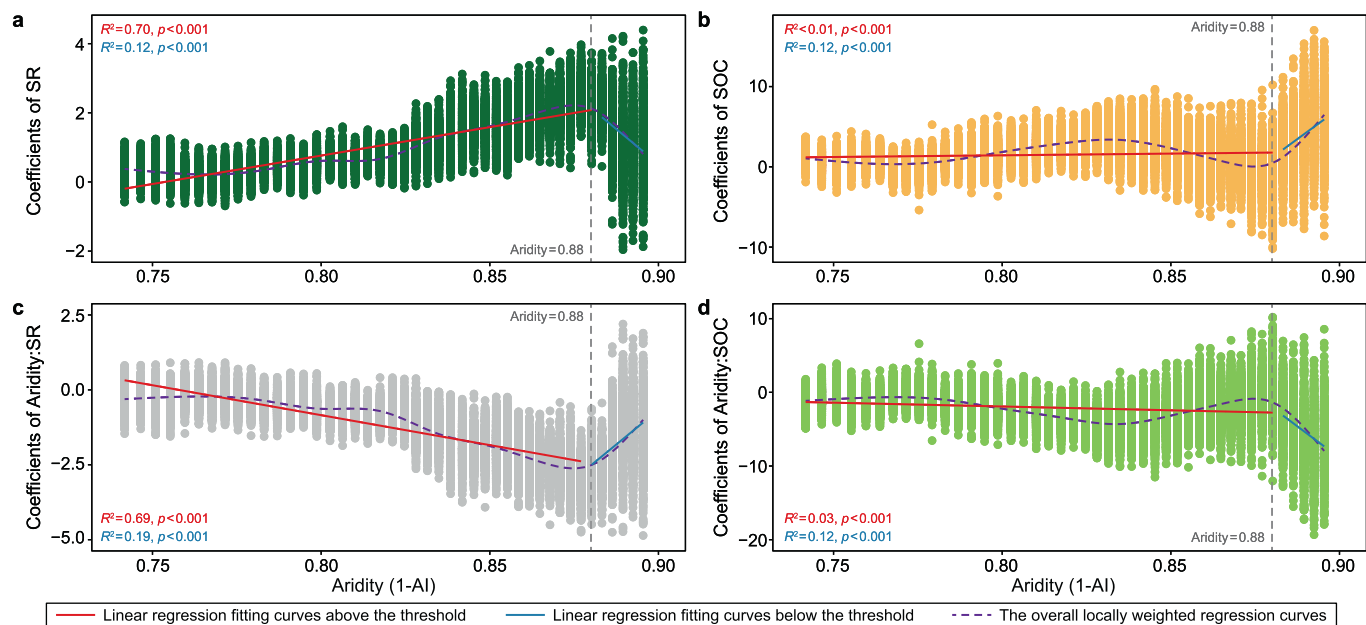 a
R²=0.70, p<0.001
R²=0.12, p<0.001
Coefficients of SR
4
2
0
−2
Aridity=0.88
0.75
0.80
0.85
0.90
b
R²<0.01, p<0.001
R²=0.12, p<0.001
Aridity=0.88
Coefficients of SOC
10
0
−10
0.75
0.80
0.85
0.90
c
Aridity=0.88
Coefficients of Aridity:SR
2.5
0.0
−2.5
−5.0
R²=0.69, p<0.001
R²=0.19, p<0.001
0.75
0.80
0.85
0.90
Aridity (1-AI)
d
Coefficients of Aridity:SOC
10
0
−10
−20
R²=0.03, p<0.001
R²=0.12, p<0.001
Aridity=0.88
0.75
0.80
0.85
0.90
Aridity (1-AI)
Linear regression fitting curves above the threshold
Linear regression fitting curves below the threshold
The overall locally weighted regression curves